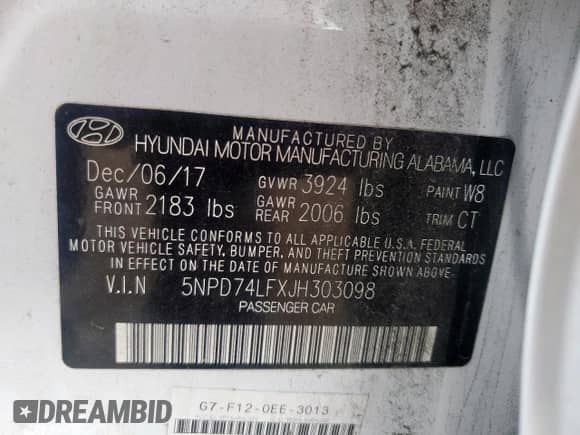 MANUFACTURED BY
HYUNDAI MOTOR MANUFACTURING ALABAMA, LLC
Dec/06/17 GVWR 3924 lbs PAINT W8
GAWR FRONT 2183 lbs GAWR REAR 2006 lbs TRIM CT
THIS VEHICLE CONFORMS TO ALL APPLICABLE U.S.A. FEDERAL
MOTOR VEHICLE SAFETY, BUMPER, AND THEFT PREVENTION STANDARDS
IN EFFECT ON THE DATE OF MANUFACTURE SHOWN ABOVE.
V.I.N 5NPD74LFXJH303098
PASSENGER CAR
G7-F12-0EE-3013
DREAMBID